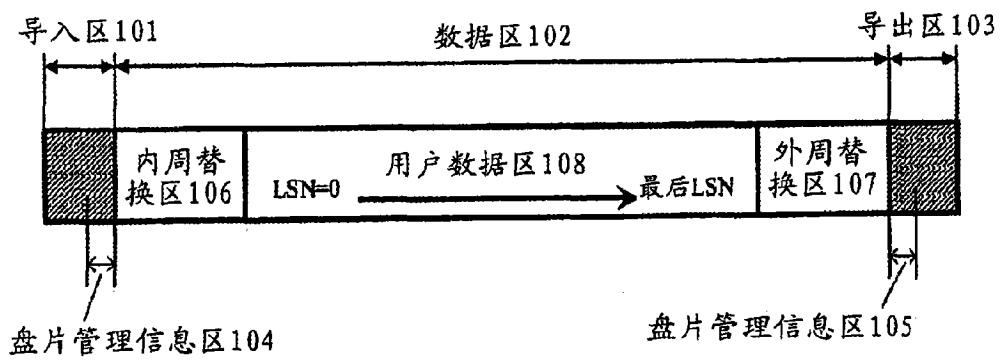 导入区101
数据区102
导出区103
内周替
换区106
用户数据区108
LSN=0
最后LSN
外周替
换区107
盘片管理信息区104
盘片管理信息区105